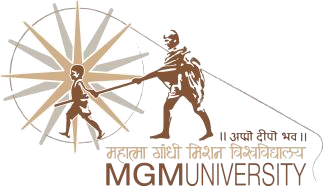 ॥ अप्पो दीपो भव ॥
महात्मा गांधी मिशन विश्वविद्यालय
MGMUNIVERSITY